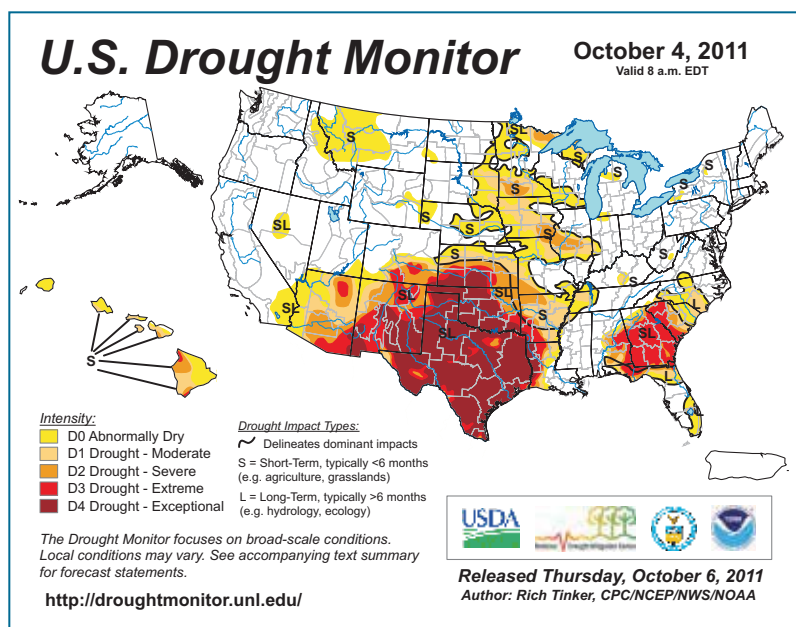 U.S. Drought Monitor
October 4, 2011
Valid 8 a.m. EDT
SL
S
S
S
S
S
SL
S
S
S
S
S
SL
SL
SL
SL
S
S
L
SL
L
S
Intensity:
D0 Abnormally Dry
D1 Drought - Moderate
D2 Drought - Severe
D3 Drought - Extreme
D4 Drought - Exceptional
Drought Impact Types:
Delineates dominant impacts
S = Short-Term, typically <6 months
(e.g. agriculture, grasslands)
L = Long-Term, typically >6 months
(e.g. hydrology, ecology)
The Drought Monitor focuses on broad-scale conditions.
Local conditions may vary. See accompanying text summary
for forecast statements.
http://droughtmonitor.unl.edu/
USDA
Drought Mitigation Center
Released Thursday, October 6, 2011
Author: Rich Tinker, CPC/NCEP/NWS/NOAA